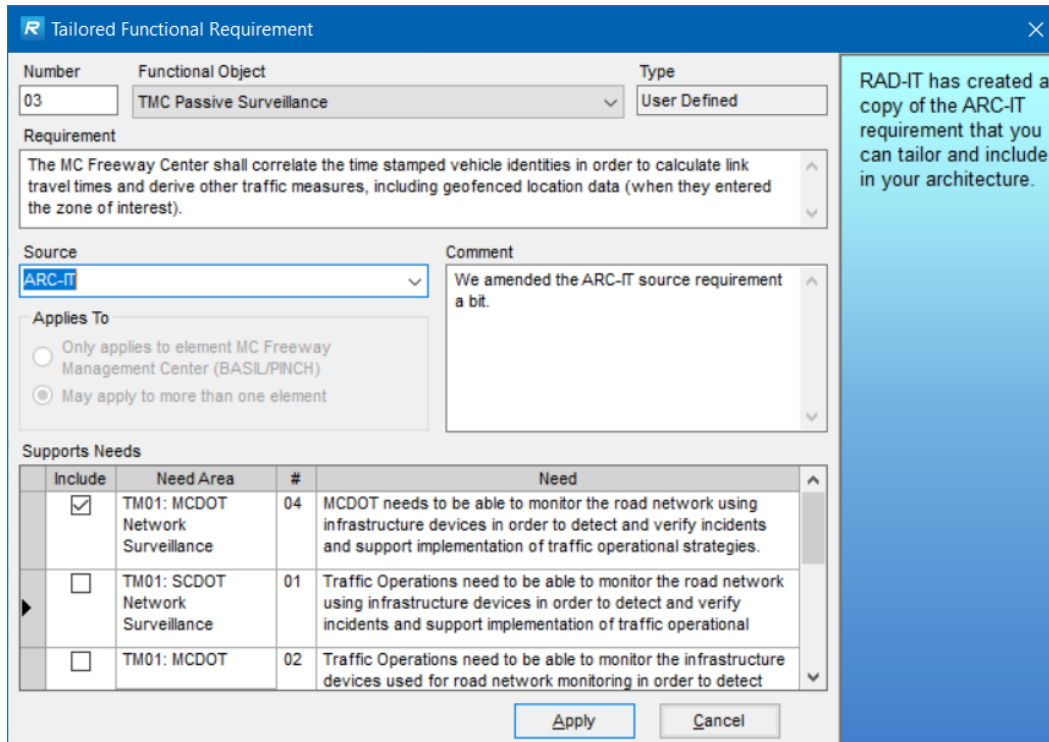 R Tailored Functional Requirement
Number Functional Object Type
03 TMC Passive Surveillance User Defined
Requirement
The MC Freeway Center shall correlate the time stamped vehicle identities in order to calculate link
travel times and derive other traffic measures, including geofenced location data (when they entered
the zone of interest).
Source
ARC-IT
Applies To
Only applies to element MC Freeway
Management Center (BASIL/PINCH)
May apply to more than one element
Comment
We amended the ARC-IT source requirement
a bit.
Supports Needs
Include Need Area # Need
TM01: MCDOT 04 MCDOT needs to be able to monitor the road network using
Network infrastructure devices in order to detect and verify incidents
Surveillance and support implementation of traffic operational strategies.
TM01: SCDOT 01 Traffic Operations need to be able to monitor the road network
Network using infrastructure devices in order to detect and verify
Surveillance incidents and support implementation of traffic operational
TM01: MCDOT 02 Traffic Operations need to be able to monitor the infrastructure
devices used for road network monitoring in order to detect
Apply Cancel
RAD-IT has created a
copy of the ARC-IT
requirement that you
can tailor and include
in your architecture.